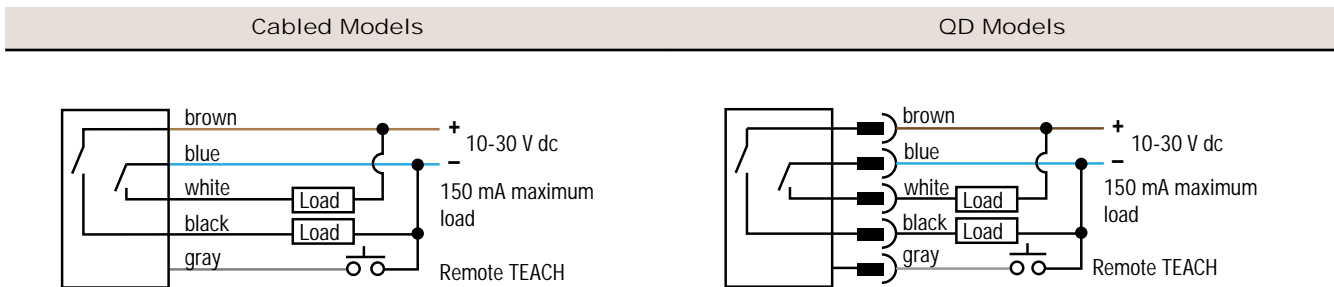 Cabled Models
QD Models
brown
+
10-30 V dc
blue
–
white
Load
150 mA maximum
load
black
Load
gray
Remote TEACH
brown
+
10-30 V dc
blue
–
white
Load
150 mA maximum
load
black
Load
gray
Remote TEACH